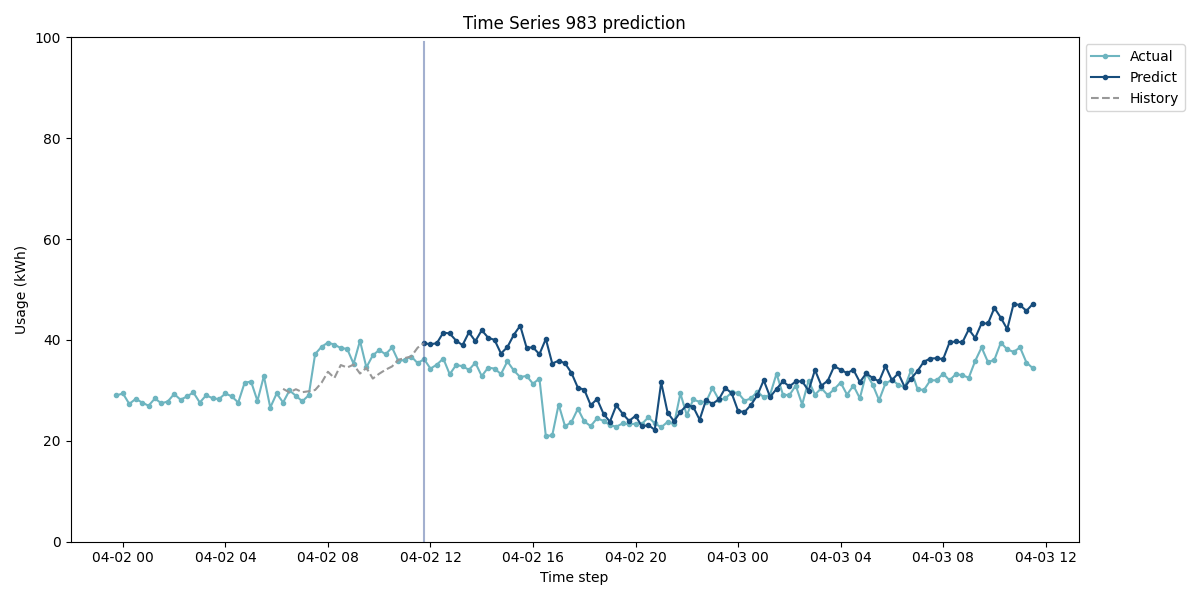 Time Series 983 prediction
100
80
60
40
20
0
Usage (kWh)
04-02 00
04-02 04
04-02 08
04-02 12
04-02 16
04-02 20
04-03 00
04-03 04
04-03 08
04-03 12
Time step
Actual
Predict
History